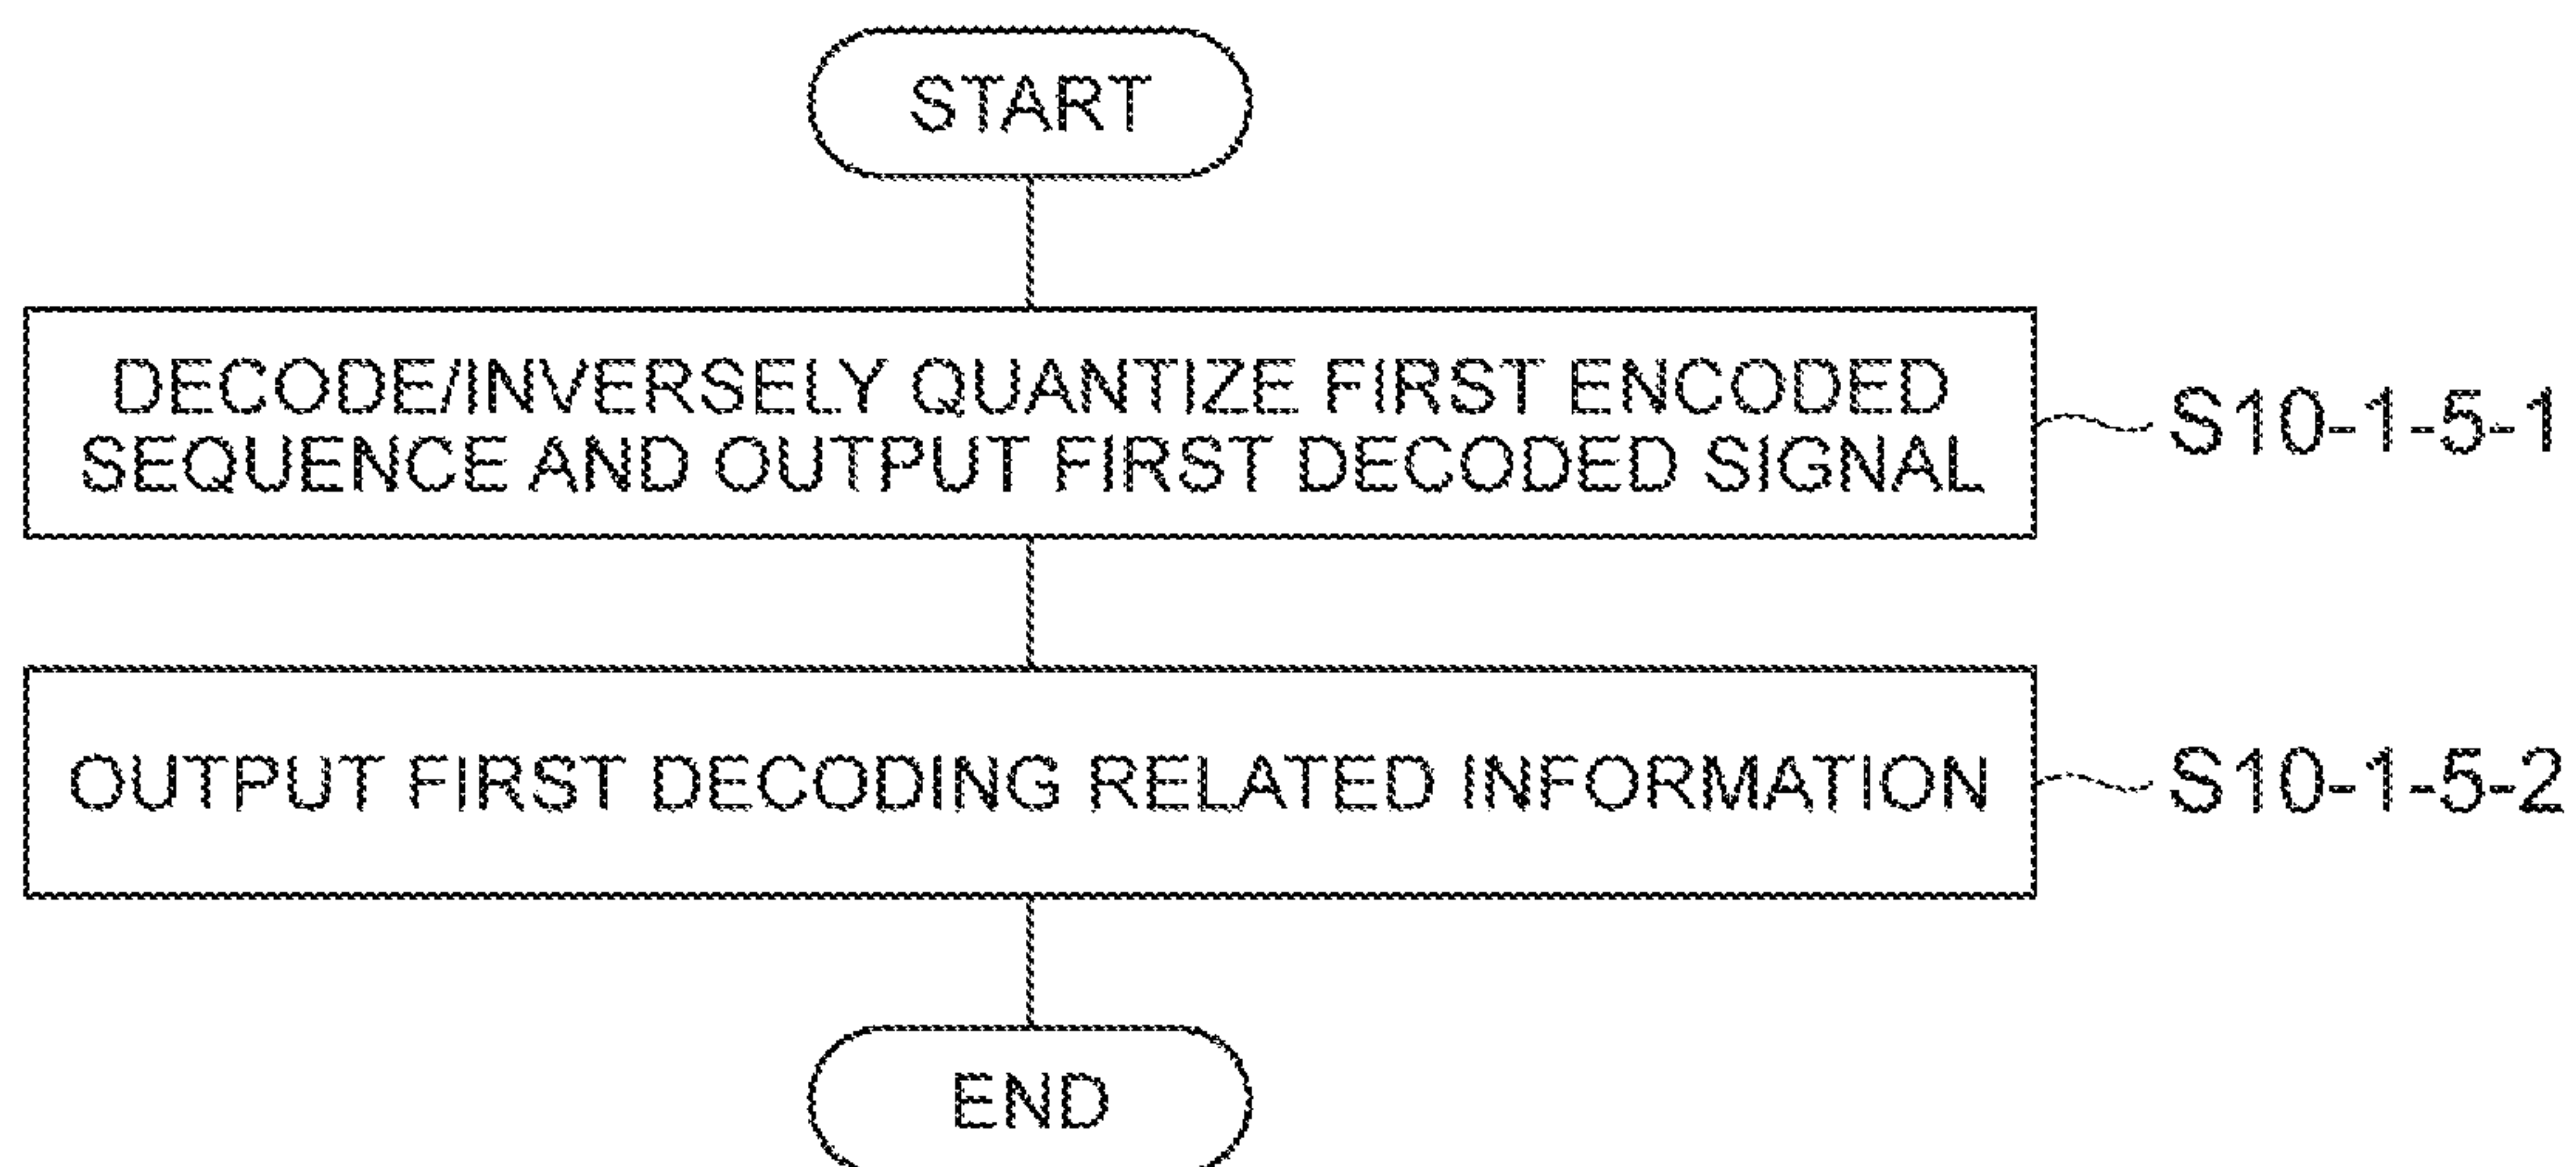 START
DECODE/INVERSELY QUANTIZE FIRST ENCODED
SEQUENCE AND OUTPUT FIRST DECODED SIGNAL
S10-1-5-1
OUTPUT FIRST DECODING RELATED INFORMATION
S10-1-5-2
END